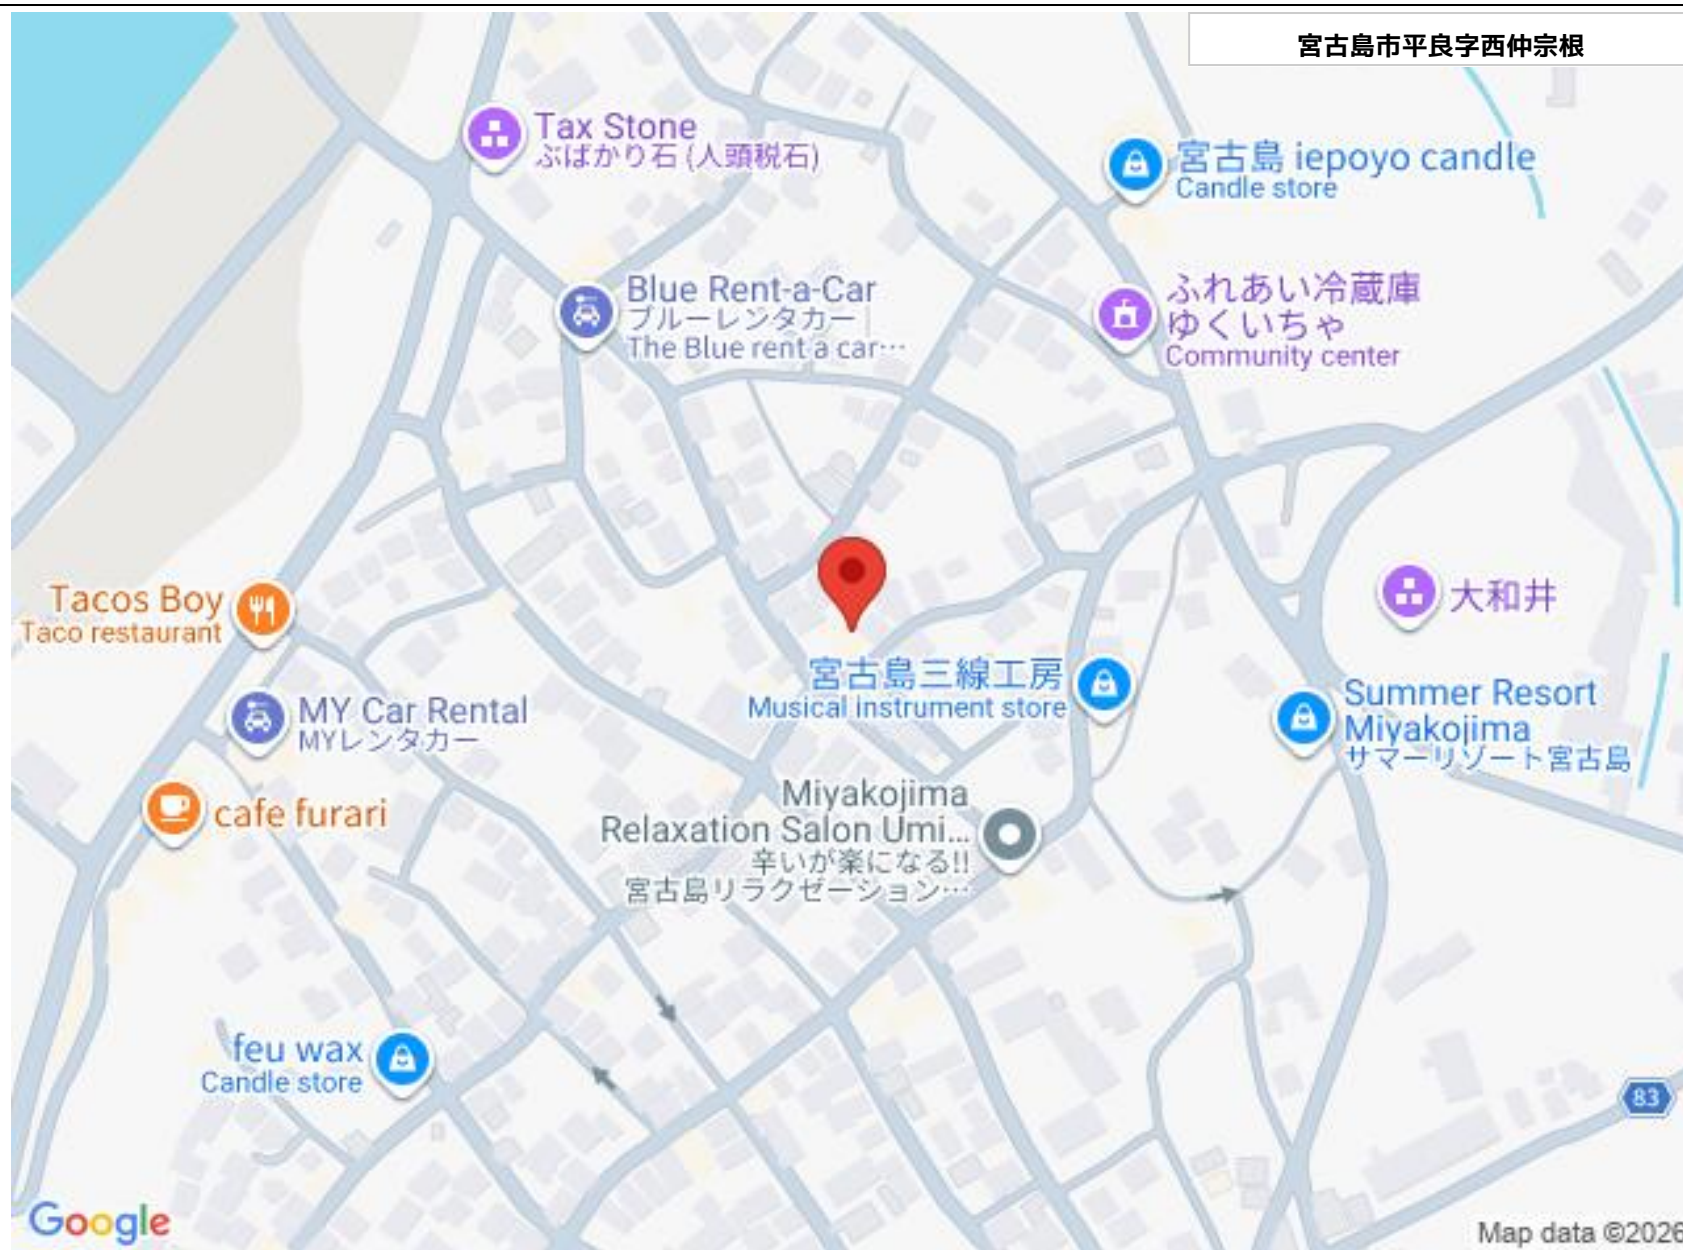 宮古島市平良字西仲宗根
Tax Stone
ぶばかり石 (人頭税石)
宮古島 iepoyo candle
Candle store
Blue Rent-a-Car
ブルーレンタカー |
The Blue rent a car…
ふれあい冷蔵庫
ゆくいちゃ
Community center
Tacos Boy
Taco restaurant
大和井
宮古島三線工房
Musical instrument store
Summer Resort
Miyakojima
サマーリゾート宮古島
MY Car Rental
MYレンタカー
cafe furari
Miyakojima
Relaxation Salon Umi...
辛いが楽になる!!
宮古島リラクゼーション…
feu wax
Candle store
83
Google
Map data ©2026